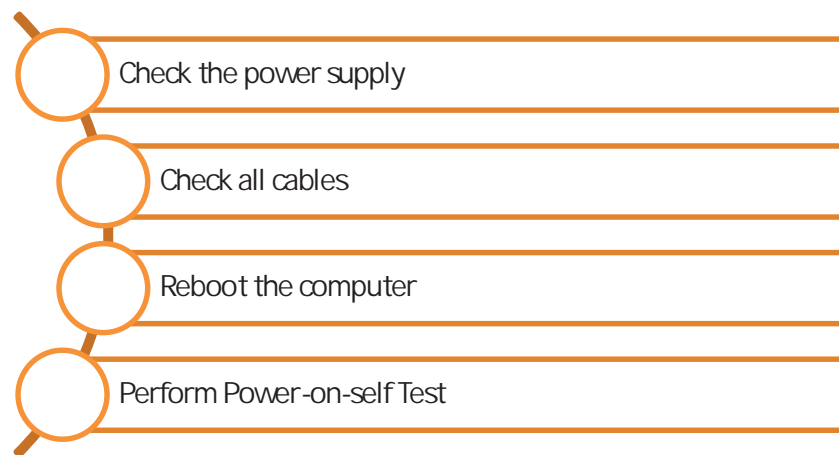 Check the power supply
Check all cables
Reboot the computer
Perform Power-on-self Test